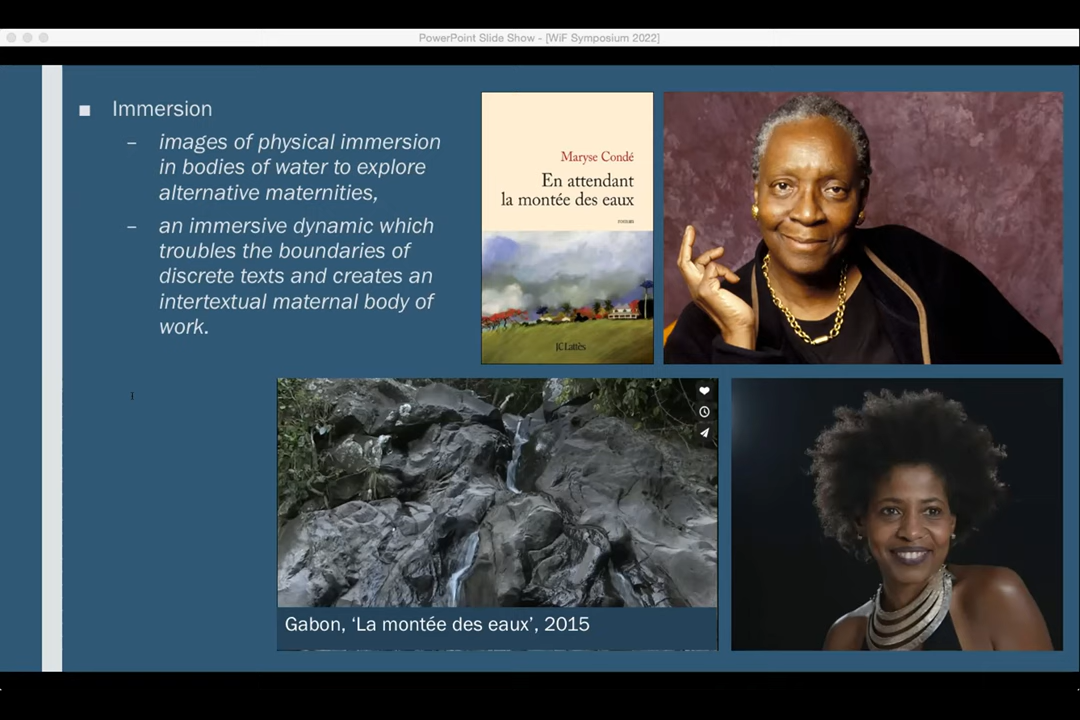 PowerPoint Slide Show - [WiF Symposium 2022]
Immersion
– images of physical immersion
in bodies of water to explore
alternative maternities,
– an immersive dynamic which
troubles the boundaries of
discrete texts and creates an
intertextual maternal body of
work.
Maryse Condé
En attendant
la montée des eaux
roman
JC Lattès
Gabon, ‘La montée des eaux’, 2015